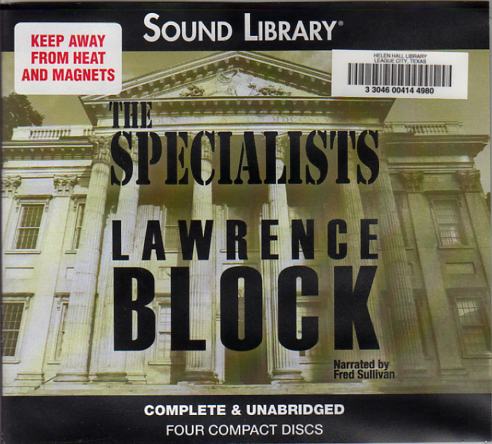 SOUND LIBRARY®
KEEP AWAY
FROM HEAT
AND MAGNETS
HELEN HALL LIBRARY
LEAGUE CITY, TEXAS
3 3046 00414 4980
THE
SPECIALISTS
LAWRENCE
BLOCK
Narrated by
Fred Sullivan
COMPLETE & UNABRIDGED
FOUR COMPACT DISCS